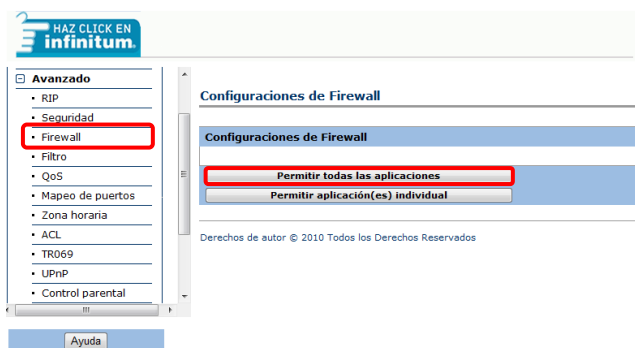 HAZ CLICK EN
infinitum.
Avanzado
RIP
Seguridad
Firewall
Filtro
QoS
Mapeo de puertos
Zona horaria
ACL
TR069
UPnP
Control parental
Ayuda
Configuraciones de Firewall
Configuraciones de Firewall
Permitir todas las aplicaciones
Permitir aplicación(es) individual
Derechos de autor © 2010 Todos los Derechos Reservados